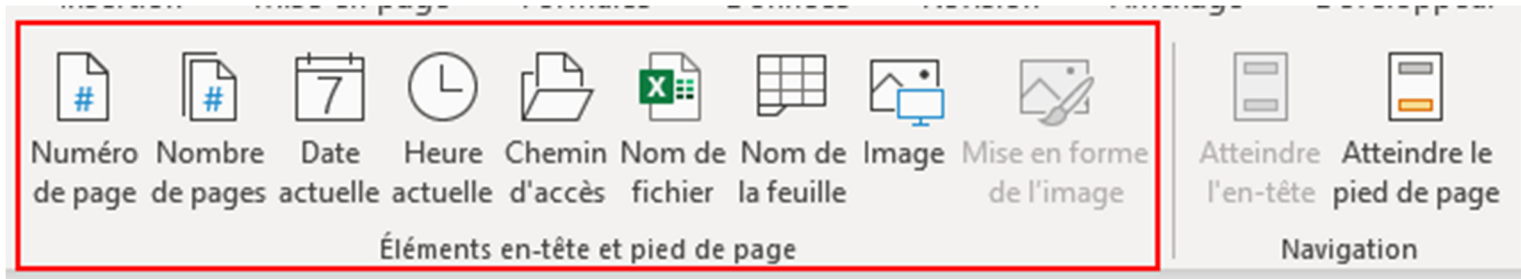 Numéro Nombre Date Heure Chemin Nom de Nom de Image Mise en forme Atteindre Atteindre le
de page de pages actuelle actuelle d'accès fichier la feuille de l'image l'en-tête pied de page
Éléments en-tête et pied de page Navigation